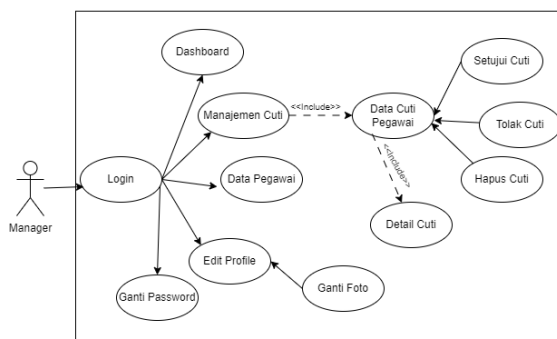 Dashboard
Setujui Cuti
Manajemen Cuti
<<Include>>
Data Cuti
Pegawai
Tolak Cuti
<<Include>>
Login
Data Pegawai
Hapus Cuti
Manager
Detail Cuti
Edit Profile
Ganti Password
Ganti Foto